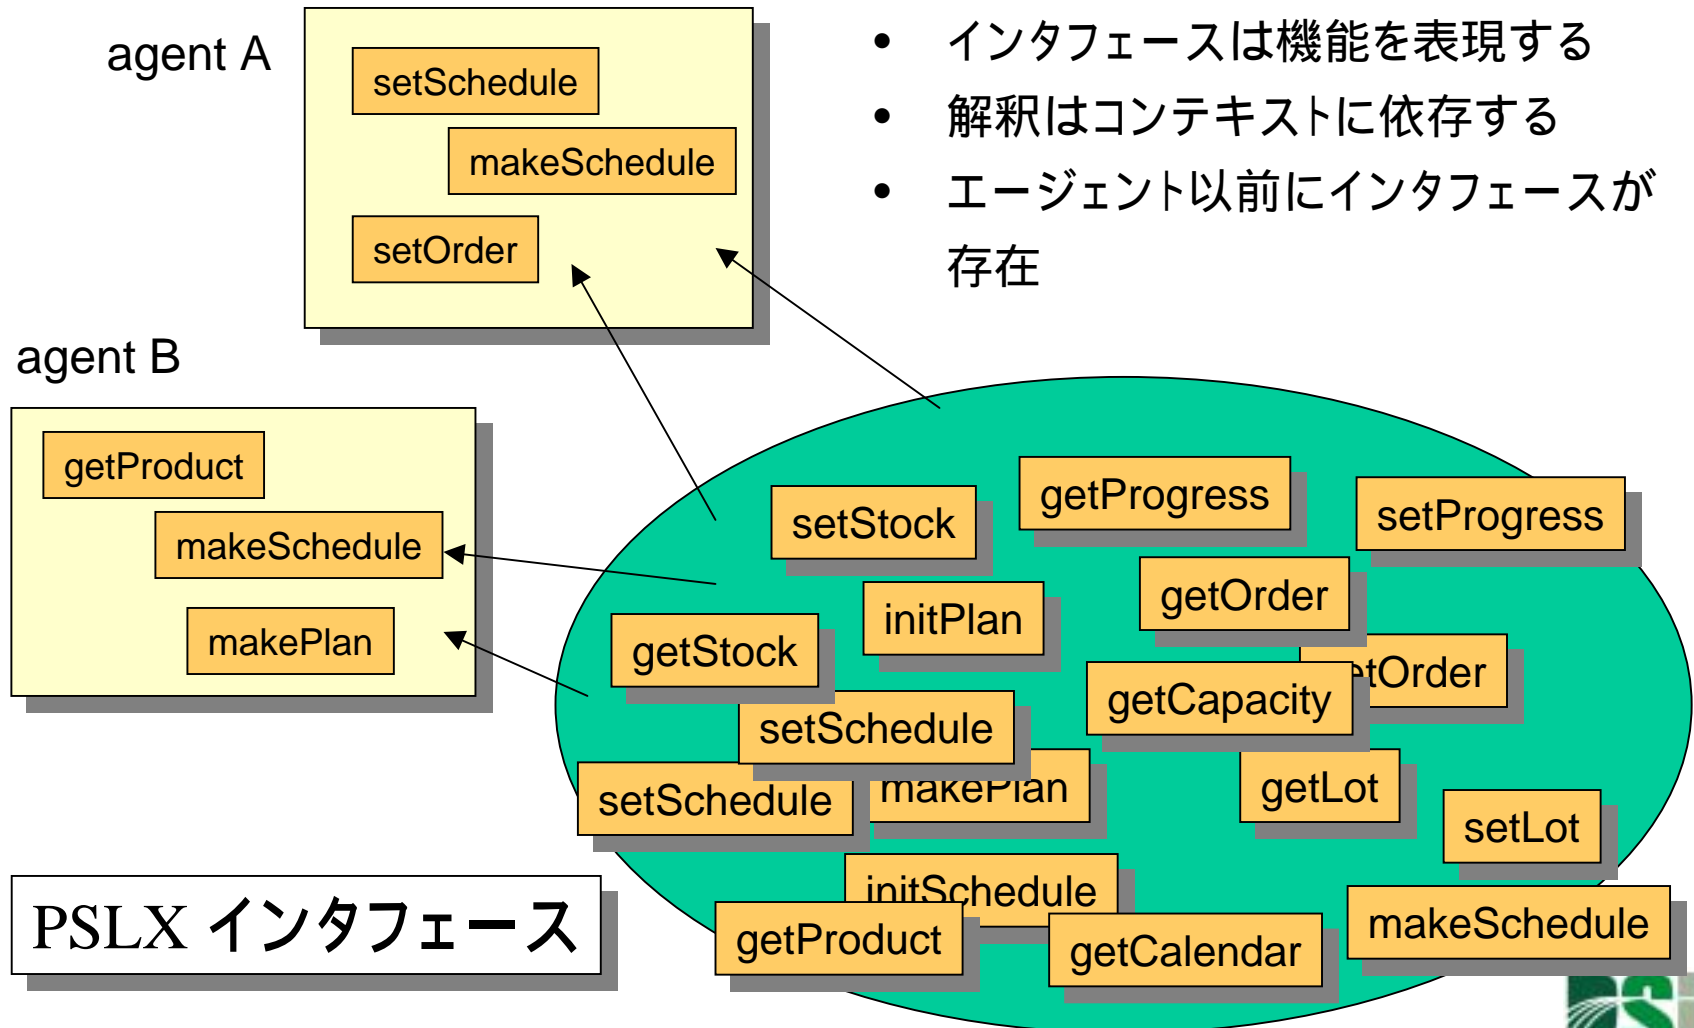 agent A
setSchedule
makeSchedule
setOrder
• インタフェースは機能を表現する
• 解釈はコンテキストに依存する
• エージェント以前にインタフェースが
存在
agent B
getProduct
makeSchedule
makePlan
setStock
getProgress
setProgress
initPlan
getOrder
getStock
etOrder
getCapacity
setSchedule
setSchedule
makePlan
getLot
setLot
initSchedule
getProduct
getCalendar
makeSchedule
PSLX インタフェース